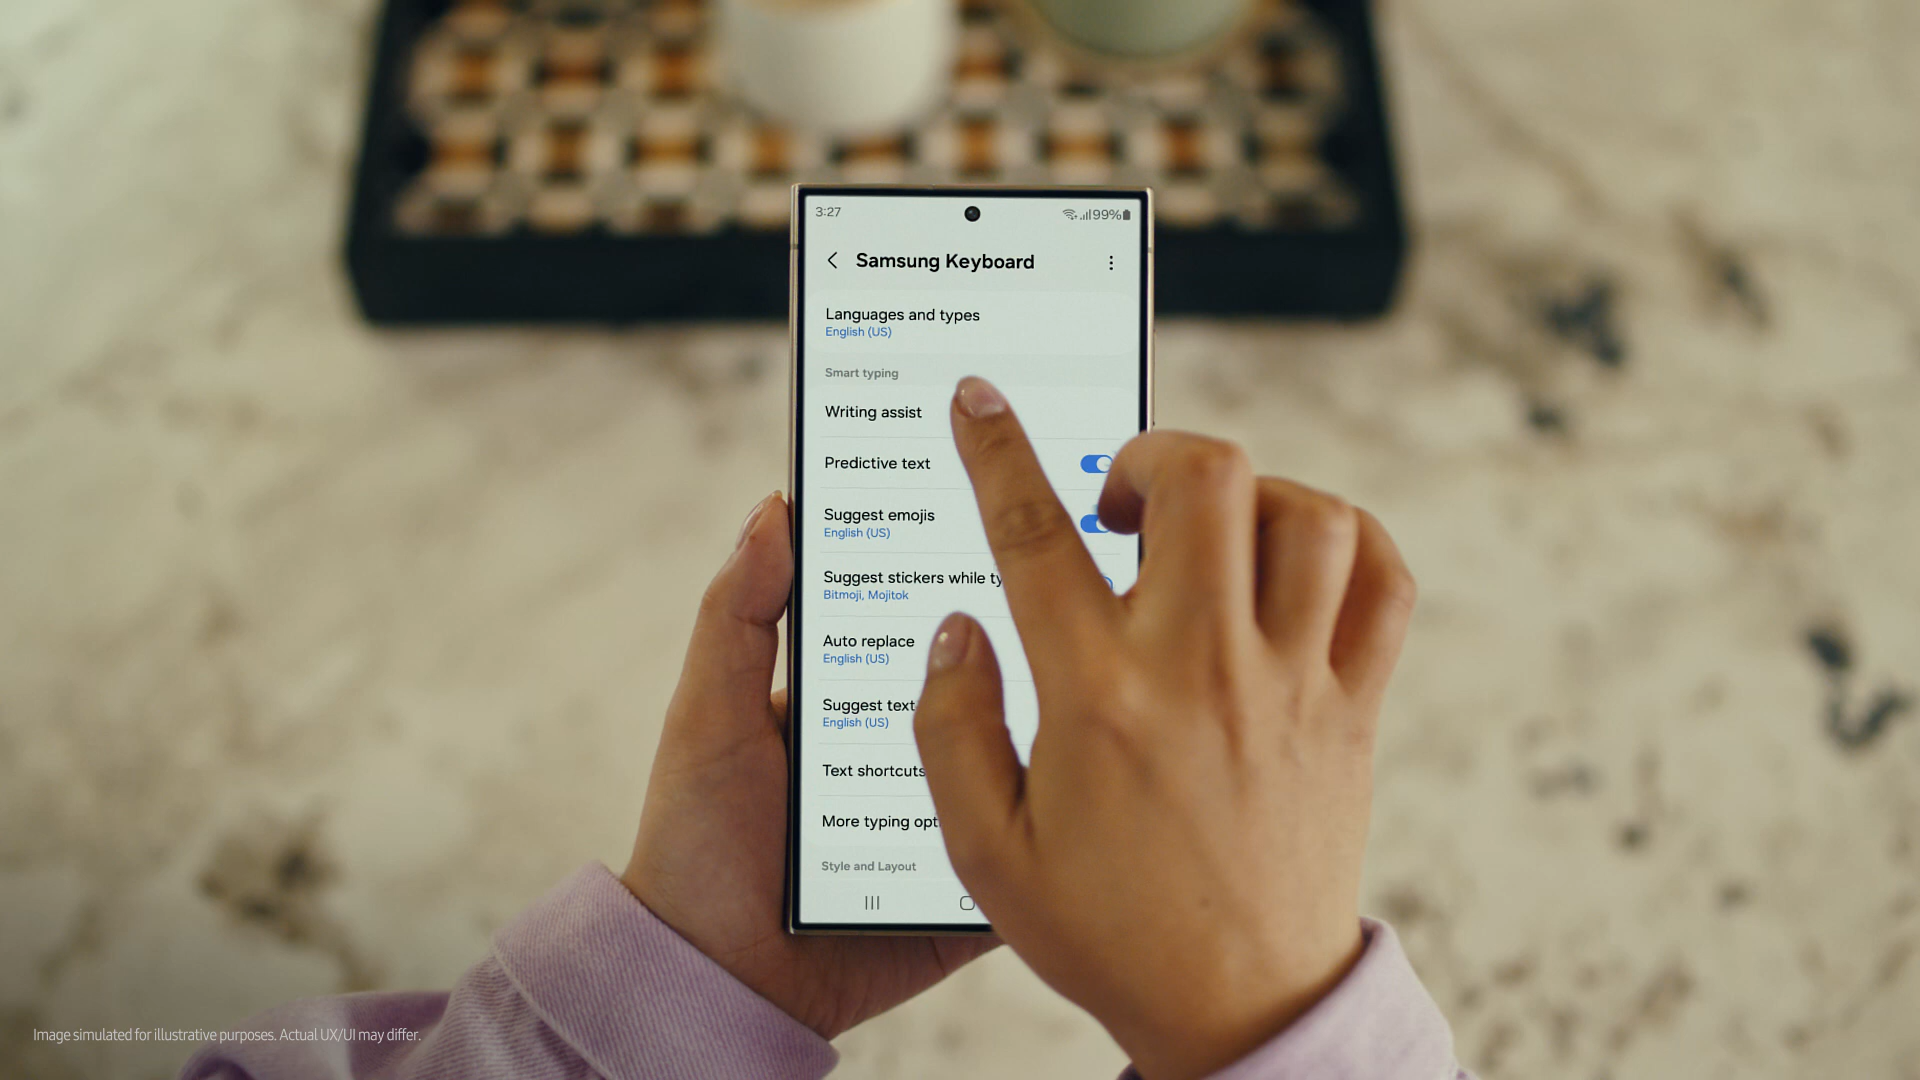 3:27
99%
Samsung Keyboard
Languages and types
English (US)
Smart typing
Writing assist
Predictive text
Suggest emojis
English (US)
Suggest stickers while
Bitmoji, Mojitok
Auto replace
English (US)
Suggest text
English (US)
Text shortcuts
More typing
Style and Layout
Image simulated for illustrative purposes. Actual UX/UI may differ.